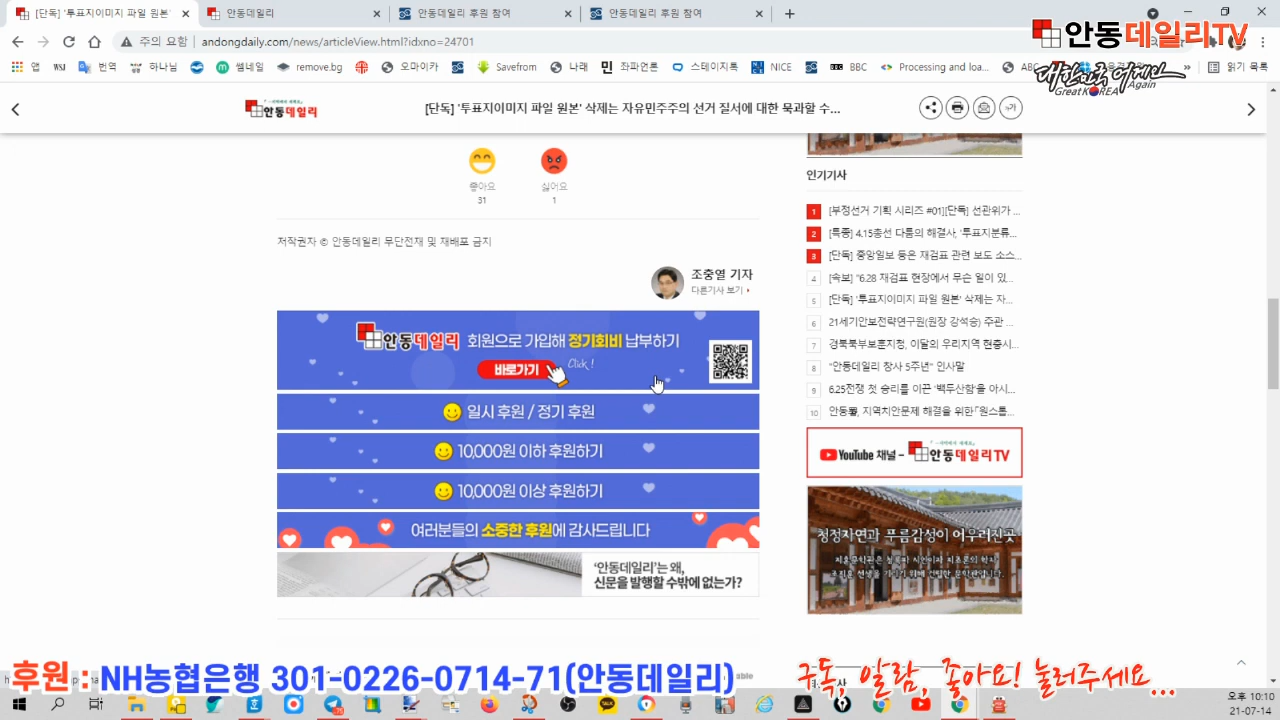 [단독] '투표지이미지 파일 원본'
안동데일리
안동데일리 후원 참여
안동데일리 후원 참여
주의 요함
andongdaily.com/news/articleView.
안동데일리TV
앱
번역
하나님
엠넷메일
remove.bg
오마이카
Savefrom
나래
좌파언론
스테이지톡
NICE
BBC
Processing and loa...
읽기 목록
대한민국 어게인
Great KOREA Again
안동데일리
[단독] '투표지이미지 파일 원본' 삭제는 자유민주주의 선거 질서에 대한 묵과할 수...
좋아요
31
싫어요
1
저작권자 © 안동데일리 무단전재 및 재배포 금지
조충열 기자
다른기사 보기
안동데일리 회원으로 가입해 정기회비 납부하기
바로가기
Click!
일시 후원 / 정기 후원
10,000원 이하 후원하기
10,000원 이상 후원하기
여러분들의 소중한 후원에 감사드립니다
'안동데일리'는 왜,
신문을 발행할 수밖에 없는가?
인기기사
1 [부정선거 기획 시리즈 #01][단독] 선관위가 ...
2 [특종] 4.15총선 다툼의 해결사, '투표지분류...
3 [단독] 중앙일보 등은 재검표 관련 보도 소스...
4 [속보] "6.28 재검표 현장에서 무슨 일이 있...
5 [단독] '투표지이미지 파일 원본' 삭제는 자...
6 21세기안보전략연구원(원장 강석승) 주관 ...
7 경북북부보훈지청, 이달의 우리지역 현충시...
8 "안동데일리 창사 5주년" 인사말
9 6.25전쟁 첫 승리를 이끈 '백두산함'을 아시...
10 안동署, 지역치안문제 해결을 위한 「원스톱...
YouTube 채널 – 안동데일리TV
청정자연과 푸름감성이 어우러진곳
후원 : NH농협은행 301-0226-0714-71(안동데일리)
구독, 알람, 좋아요! 눌러주세요...
오후 10:10
21-07-14